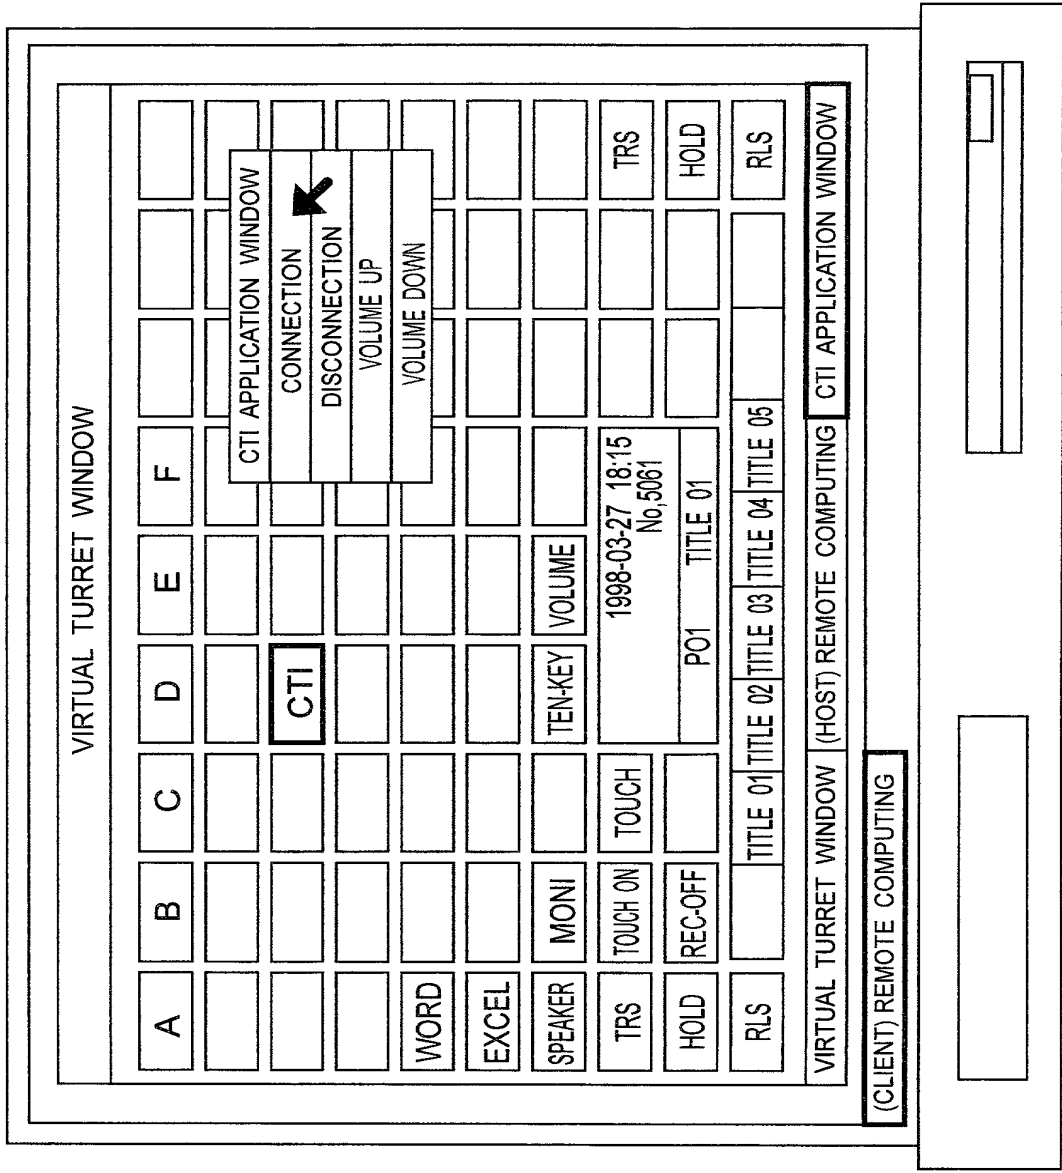 VIRTUAL TURRET WINDOW
A B C D E F
CTI APPLICATION WINDOW
CTI
CONNECTION
DISCONNECTION
VOLUME UP
WORD
VOLUME DOWN
EXCEL
SPEAKER MONI TEN-KEY VOLUME
TRS TOUCH ON TOUCH 1998-03-27 18:15 TRS
No,5061
HOLD REC-OFF PO1 TITLE 01 HOLD
RLS TITLE 01 TITLE 02 TITLE 03 TITLE 04 TITLE 05 RLS
VIRTUAL TURRET WINDOW (HOST) REMOTE COMPUTING CTI APPLICATION WINDOW
(CLIENT) REMOTE COMPUTING